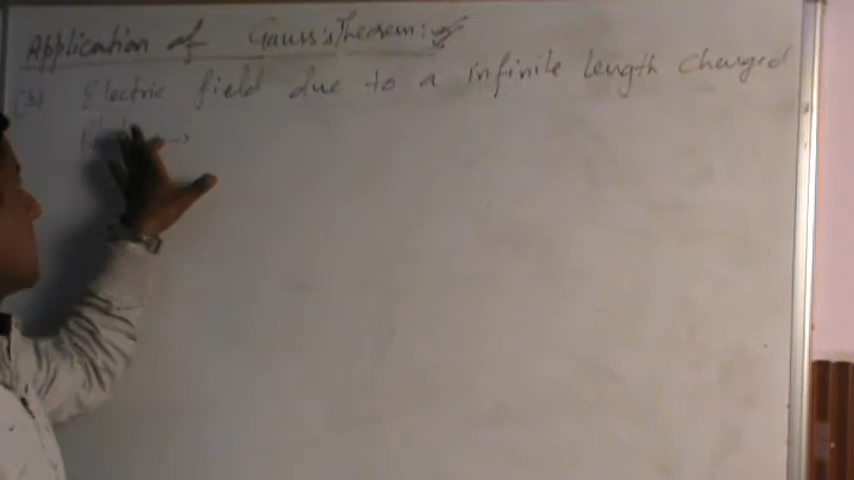 Application of Gauss's Theorem:
(3) Electric field due to a infinite length charged
→